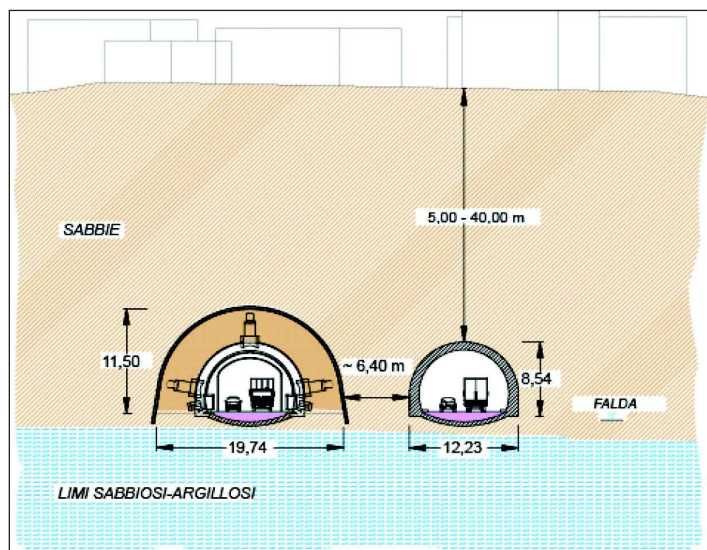 5,00 - 40,00 m
SABBIE
11,50
~ 6,40 m
8,54
FALDA
19,74
12,23
LIMI SABBIOSI-ARGILLOSI